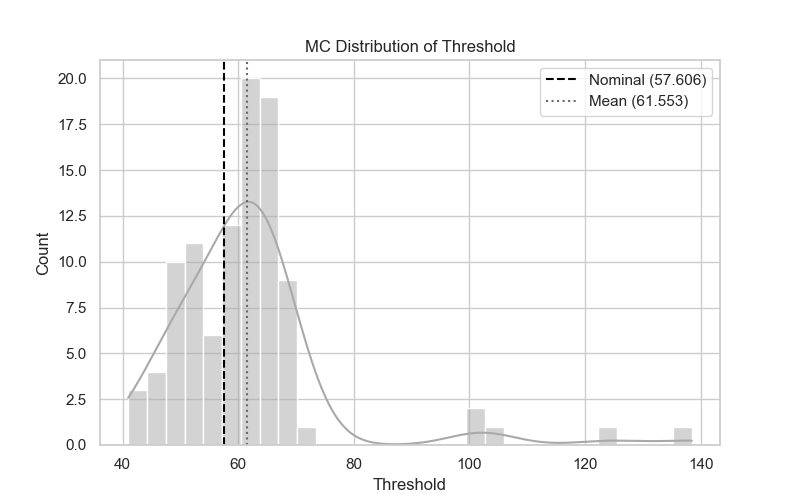 MC Distribution of Threshold
Nominal (57.606)
Mean (61.553)
20.0
17.5
15.0
12.5
10.0
7.5
5.0
2.5
0.0
Count
40 60 80 100 120 140
Threshold